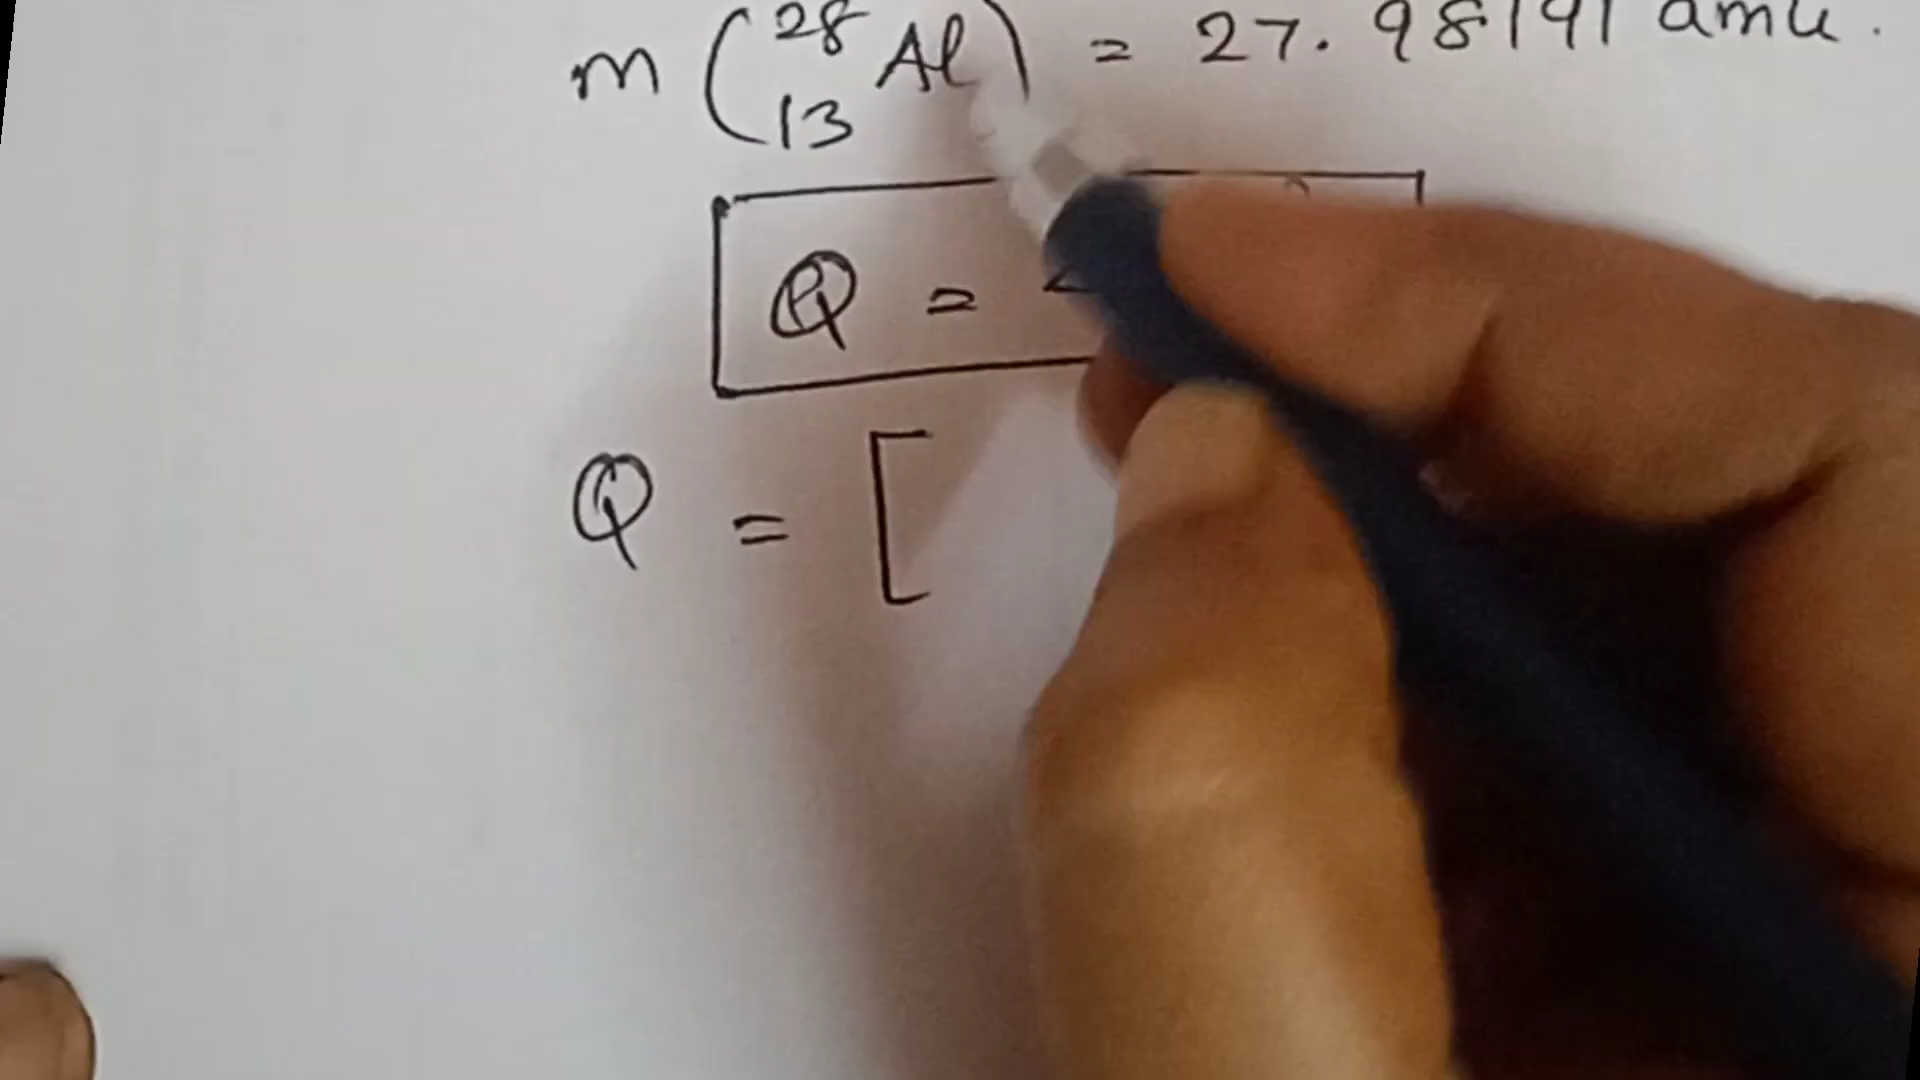 m (²⁸₁₃Al) = 27.98191 amu.
Q =
Q = [